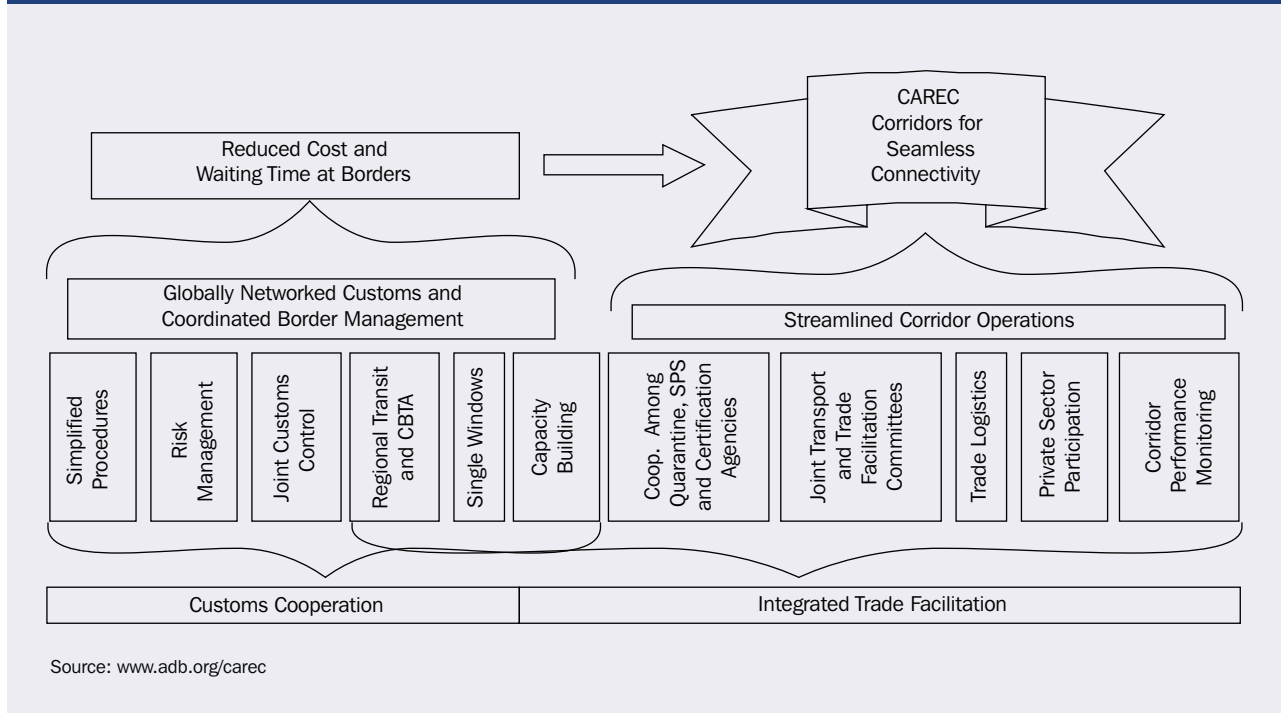 CAREC
Corridors for
Seamless
Connectivity
Reduced Cost and
Waiting Time at Borders
Globally Networked Customs and
Coordinated Border Management
Streamlined Corridor Operations
Simplified
Procedures
Risk
Management
Joint Customs
Control
Regional Transit
and CBTA
Single Windows
Capacity
Building
Coop. Among
Quarantine, SPS
and Certification
Agencies
Joint Transport
and Trade
Facilitation
Committees
Trade Logistics
Private Sector
Participation
Corridor
Performance
Monitoring
Customs Cooperation
Integrated Trade Facilitation
Source: www.adb.org/carec